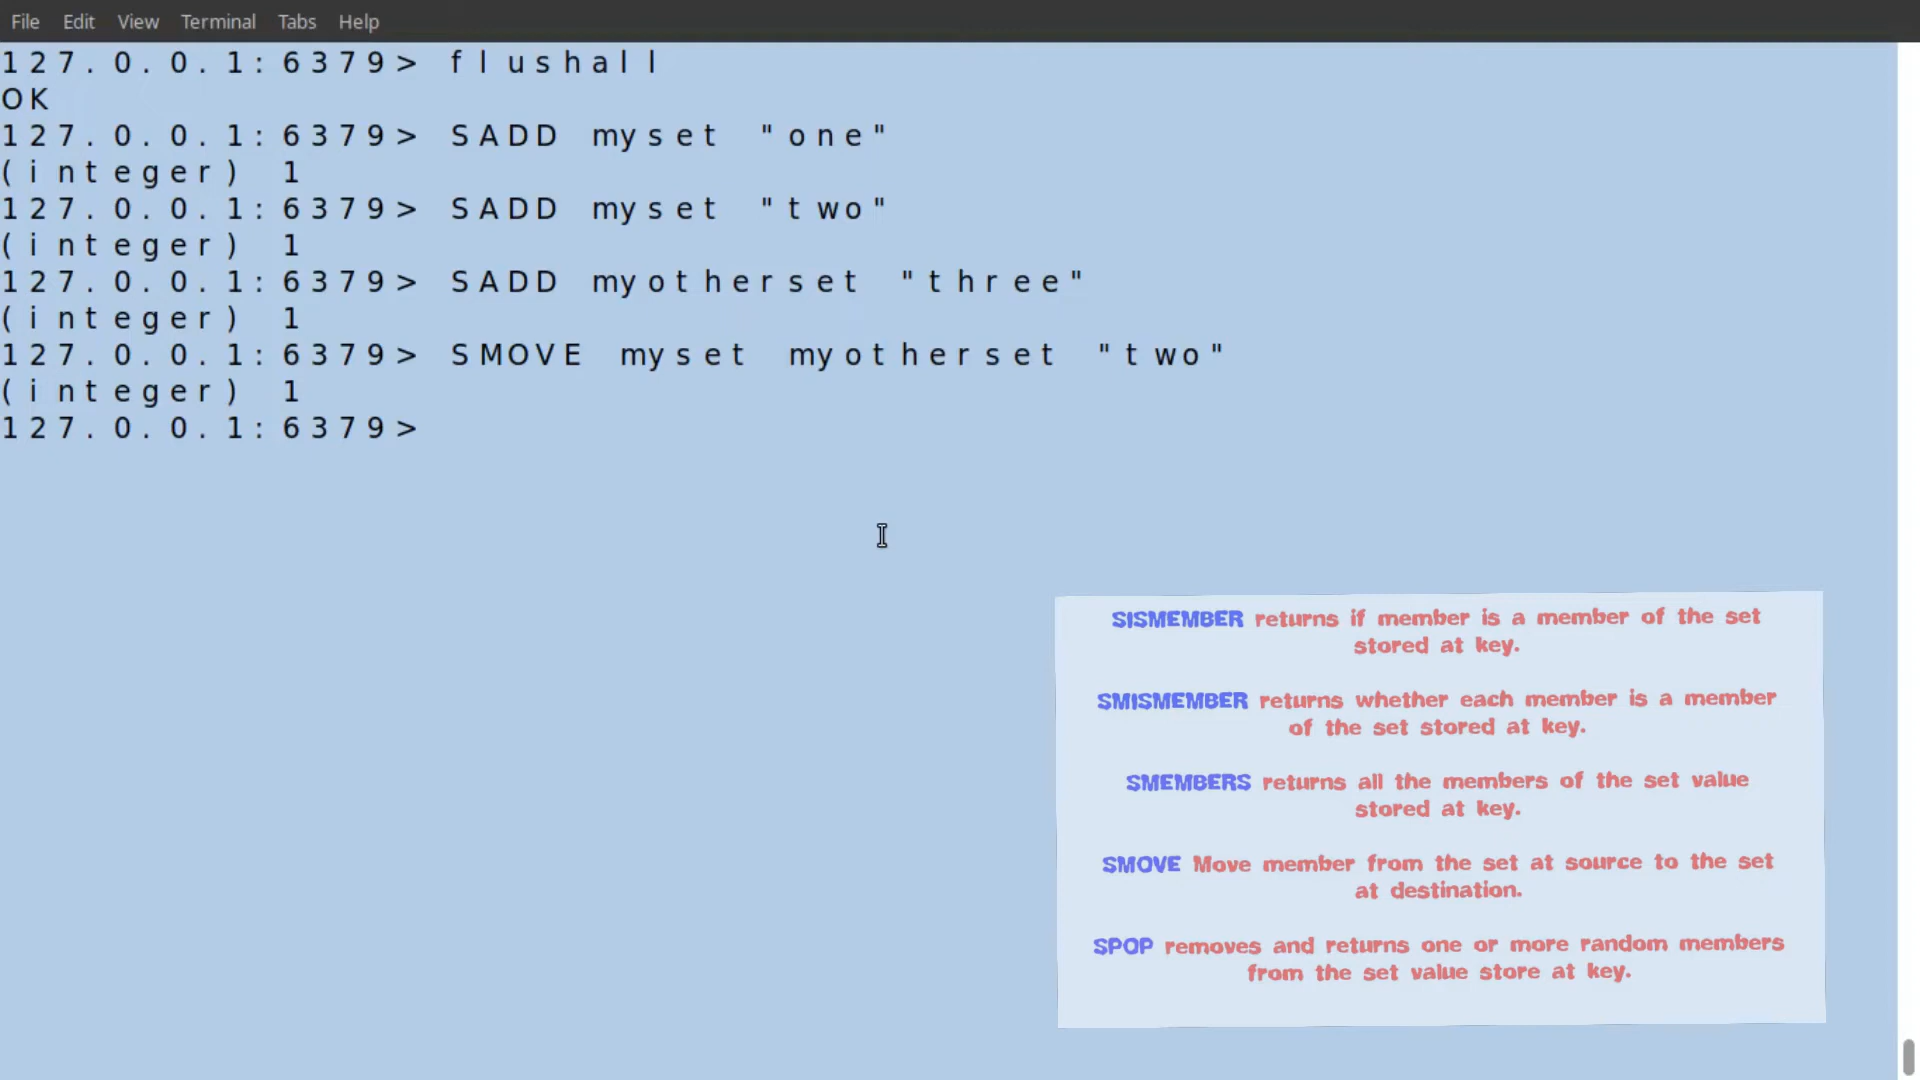 File Edit View Terminal Tabs Help
127.0.0.1:6379> flushall
OK
127.0.0.1:6379> SADD myset "one"
(integer) 1
127.0.0.1:6379> SADD myset "two"
(integer) 1
127.0.0.1:6379> SADD myotherset "three"
(integer) 1
127.0.0.1:6379> SMOVE myset myotherset "two"
(integer) 1
127.0.0.1:6379>
SISMEMBER returns if member is a member of the set
stored at key.
SMISMEMBER returns whether each member is a member
of the set stored at key.
SMEMBERS returns all the members of the set value
stored at key.
SMOVE Move member from the set at source to the set
at destination.
SPOP removes and returns one or more random members
from the set value store at key.